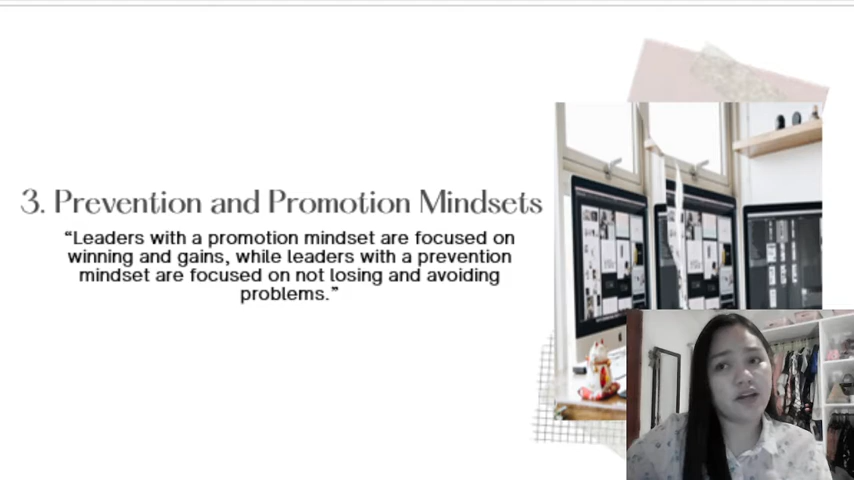 3. Prevention and Promotion Mindsets
“Leaders with a promotion mindset are focused on
winning and gains, while leaders with a prevention
mindset are focused on not losing and avoiding
problems.”